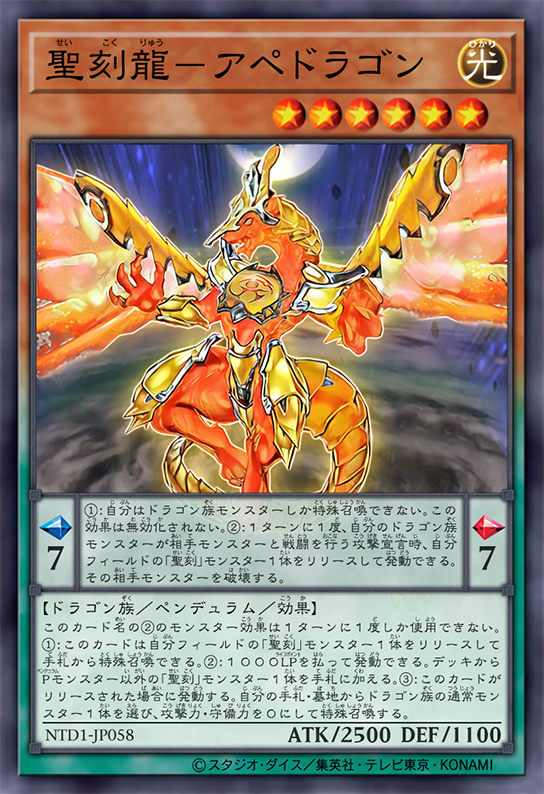 聖刻龍－アペドラゴン
光
①:自分はドラゴン族モンスターしか特殊召喚できない。この
効果は無効化されない。②:1ターンに1度、自分のドラゴン族
モンスターが相手モンスターと戦闘を行う攻撃宣言時、自分
フィールドの「聖刻」モンスター1体をリリースして発動できる。
その相手モンスターを破壊する。
7
7
【ドラゴン族／ペンデュラム／効果】
このカード名の②のモンスター効果は1ターンに1度しか使用できない。
①:このカードは自分フィールドの「聖刻」モンスター1体をリリースして
手札から特殊召喚できる。②:1000LPを払って発動できる。デッキから
Pモンスター以外の「聖刻」モンスター1体を手札に加える。③:このカードが
リリースされた場合に発動する。自分の手札・墓地からドラゴン族の通常モン
スター1体を選び、攻撃力・守備力を0にして特殊召喚する。
NTD1-JP058
ATK/2500 DEF/1100
©スタジオ・ダイス／集英社・テレビ東京・KONAMI